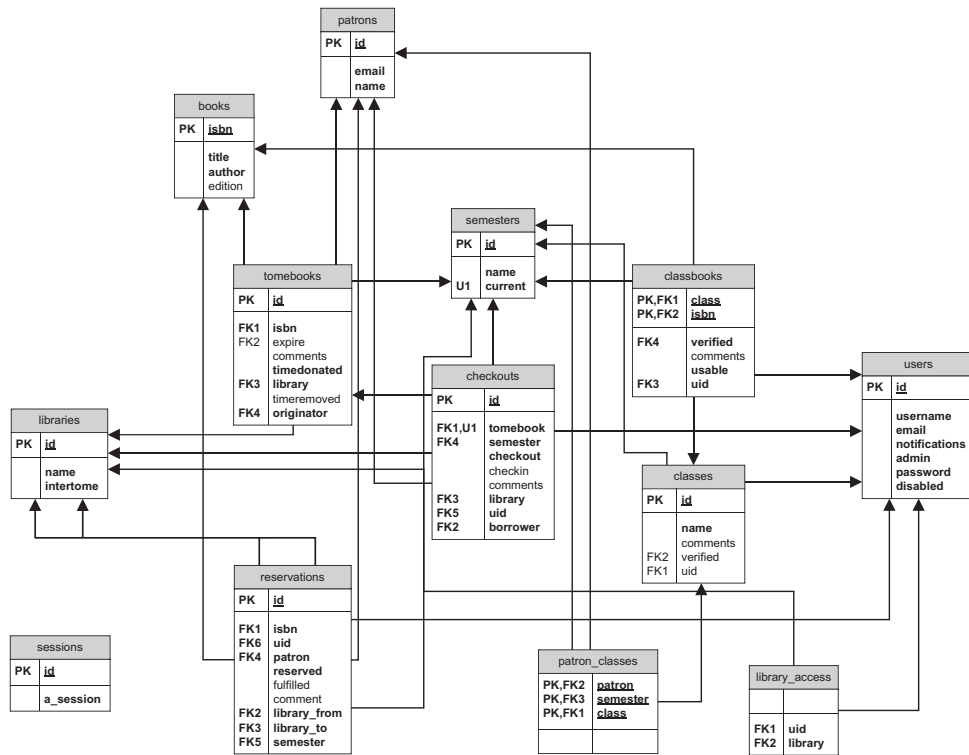 patrons
PK id
email
name
books
PK isbn
title
author
edition
semesters
PK id
name
U1 current
tomebooks
PK id
FK1 isbn
FK2 expire
comments
timedonated
FK3 library
timeremoved
FK4 originator
classbooks
PK,FK1 class
PK,FK2 isbn
FK4 verified
comments
usable
FK3 uid
users
PK id
username
email
notifications
admin
password
disabled
checkouts
PK id
FK1,U1 tomebook
FK4 semester
checkout
checkin
comments
FK3 library
FK5 uid
FK2 borrower
libraries
PK id
name
intertome
classes
PK id
name
comments
FK2 verified
FK1 uid
reservations
PK id
FK1 isbn
FK6 uid
FK4 patron
reserved
fulfilled
comment
FK2 library_from
FK3 library_to
FK5 semester
sessions
PK id
a_session
patron_classes
PK,FK2 patron
PK,FK3 semester
PK,FK1 class
library_access
FK1 uid
FK2 library